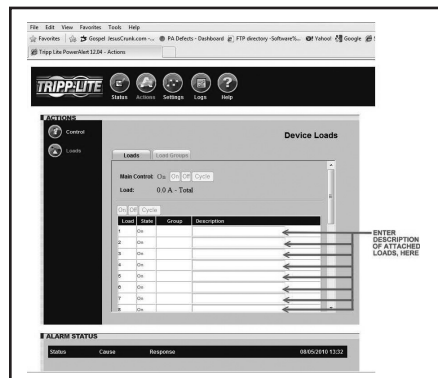 File Edit View Favorites Tools Help
Favorites Gospel JesusCrunk.com -... PA Defects - Dashboard FTP directory -Software%... Yahoo! Google
Tripp Lite PowerAlert 12.04 - Actions
TRIPP·LITE
Status Actions Settings Logs Help
ACTIONS
Control
Loads
Device Loads
Loads Load Groups
Main Control: On On Off Cycle
Load: 0.0 A - Total
On Off Cycle
Load State Group Description
1 On
2 On
3 On
4 On
5 On
6 On
7 On
8 On
ENTER
DESCRIPTION
OF ATTACHED
LOADS, HERE
ALARM STATUS
Status Cause Response 08/05/2010 13:32